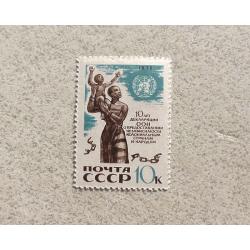 10 ЛЕТ
ДЕКЛАРАЦИИ
ООН
О ПРЕДОСТАВЛЕНИИ
НЕЗАВИСИМОСТИ
КОЛОНИАЛЬНЫМ
СТРАНАМ
И НАРОДАМ
ПОЧТА
СССР 10к